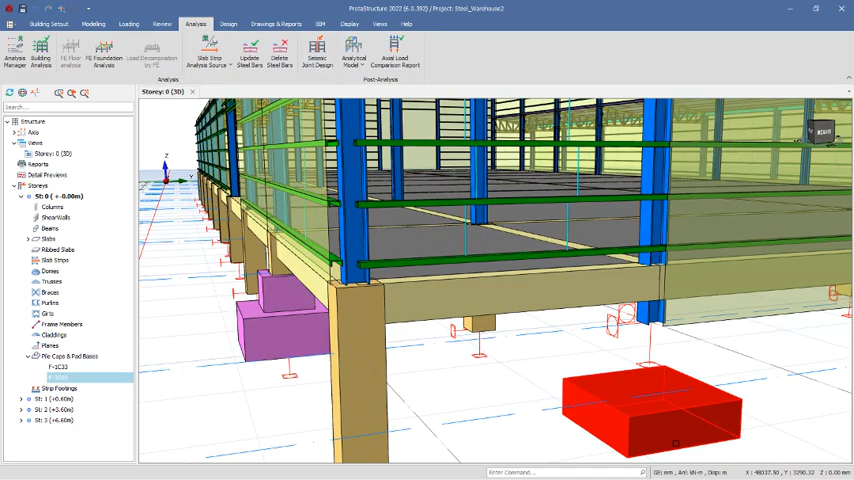 ProtaStructure 2022 (6.0.392) / Project: Steel_Warehouse2
Building Setout Modelling Loading Review Analysis Design Drawings & Reports BIM Display Views Help
Analysis Manager
Building Analysis
FE Floor analysis
FE Foundation Analysis
Load Decomposition by FE
Slab Strip Analysis Source
Update Steel Bars
Delete Steel Bars
Seismic Joint Design
Analytical Model
Axial Load Comparison Report
Analysis
Post-Analysis
Storey: 0 (3D)
Search...
Structure
Axis
Views
Storey: 0 (3D)
Reports
Detail Previews
Storeys
St: 0 (+-0.00m)
Columns
ShearWalls
Beams
Slabs
Ribbed Slabs
Slab Strips
Domes
Trusses
Braces
Purlins
Girts
Frame Members
Claddings
Planes
Pile Caps & Pad Bases
F-1C33
Strip Footings
St: 1 (+0.60m)
St: 2 (+3.60m)
St: 3 (+6.60m)
Z
Y
Enter Command...
GE: mm , Anl: kN-m , Disp: m
X : 48037.50 Y : 3290.32 Z: 0.00 mm